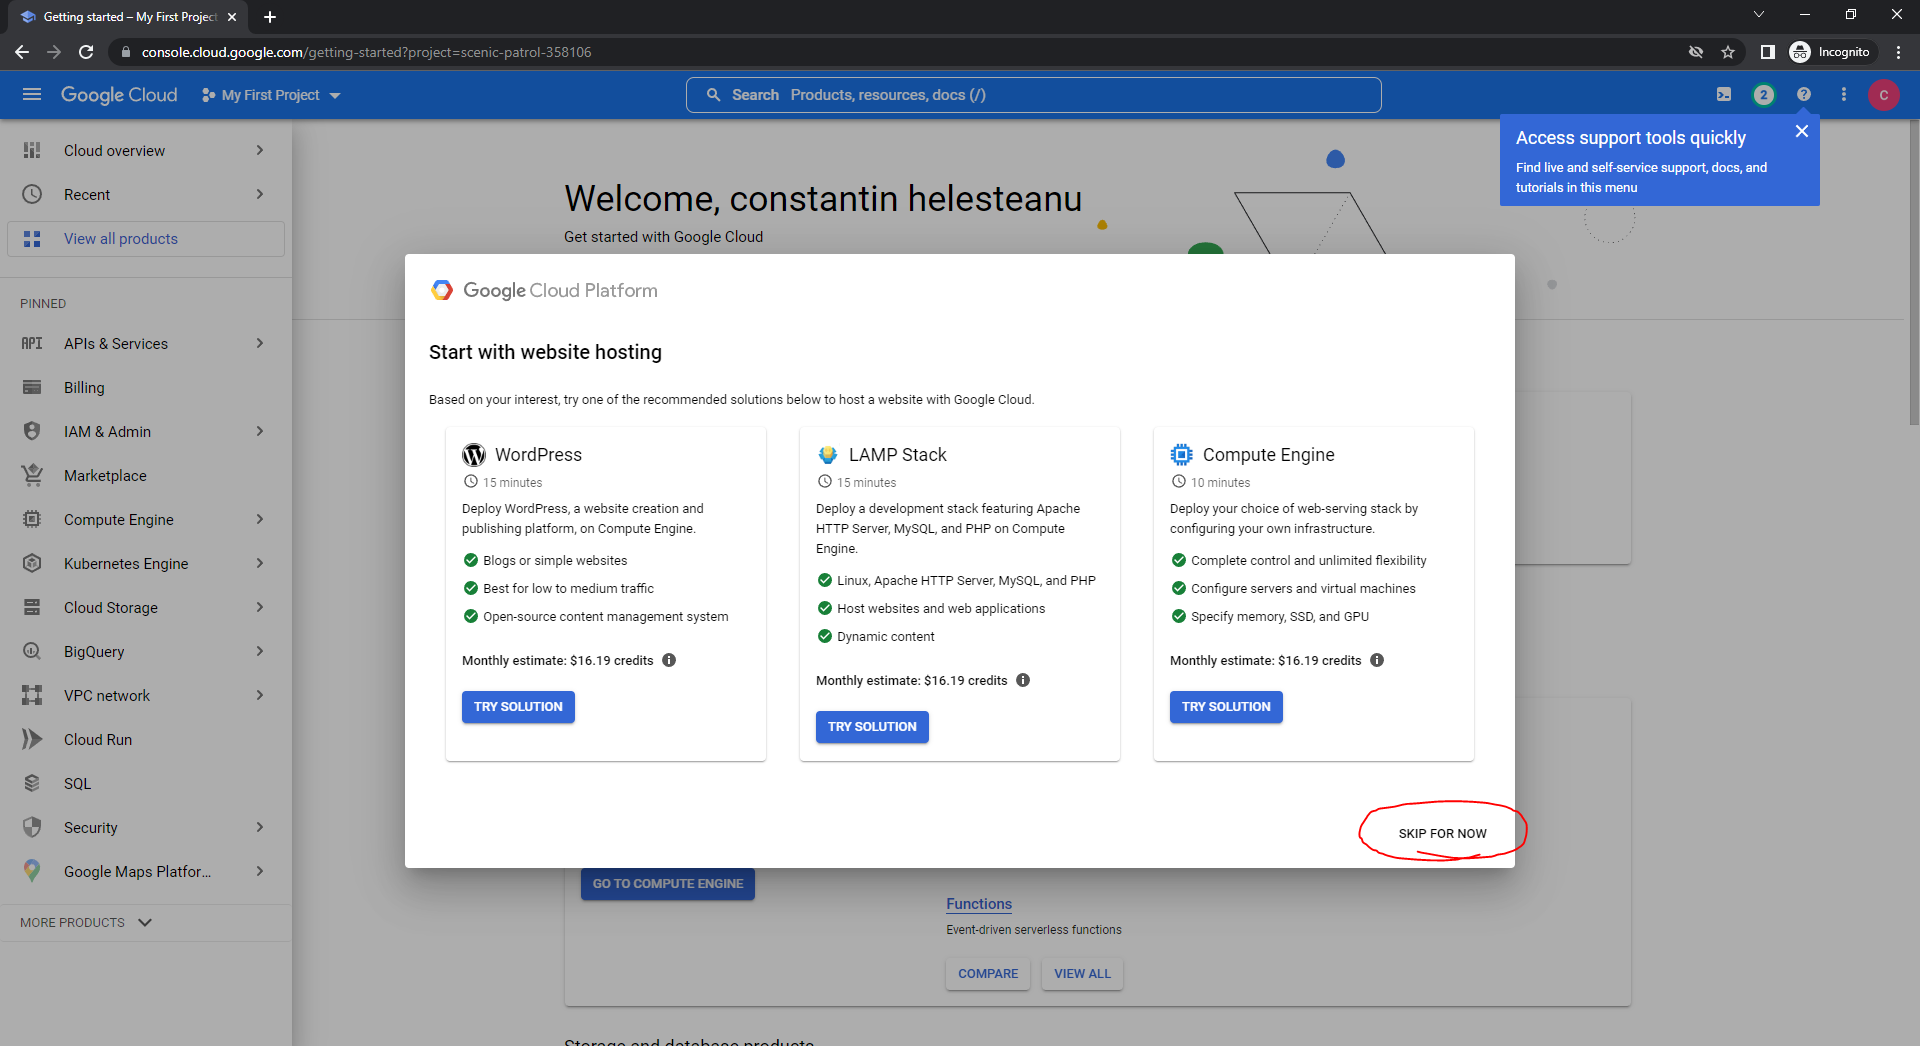 Getting started – My First Project
console.cloud.google.com/getting-started?project=scenic-patrol-358106
Incognito
Google Cloud
My First Project
Search Products, resources, docs (/)
2
C
Access support tools quickly
Find live and self-service support, docs, and
tutorials in this menu
Cloud overview
Recent
View all products
PINNED
API APIs & Services
Billing
IAM & Admin
Marketplace
Compute Engine
Kubernetes Engine
Cloud Storage
BigQuery
VPC network
Cloud Run
SQL
Security
Google Maps Platfor...
MORE PRODUCTS
Welcome, constantin helesteanu
Get started with Google Cloud
Google Cloud Platform
Start with website hosting
Based on your interest, try one of the recommended solutions below to host a website with Google Cloud.
WordPress
15 minutes
Deploy WordPress, a website creation and
publishing platform, on Compute Engine.
Blogs or simple websites
Best for low to medium traffic
Open-source content management system
Monthly estimate: $16.19 credits
TRY SOLUTION
LAMP Stack
15 minutes
Deploy a development stack featuring Apache
HTTP Server, MySQL, and PHP on Compute
Engine.
Linux, Apache HTTP Server, MySQL, and PHP
Host websites and web applications
Dynamic content
Monthly estimate: $16.19 credits
TRY SOLUTION
Compute Engine
10 minutes
Deploy your choice of web-serving stack by
configuring your own infrastructure.
Complete control and unlimited flexibility
Configure servers and virtual machines
Specify memory, SSD, and GPU
Monthly estimate: $16.19 credits
TRY SOLUTION
SKIP FOR NOW
GO TO COMPUTE ENGINE
Functions
Event-driven serverless functions
COMPARE
VIEW ALL
Storage and database products